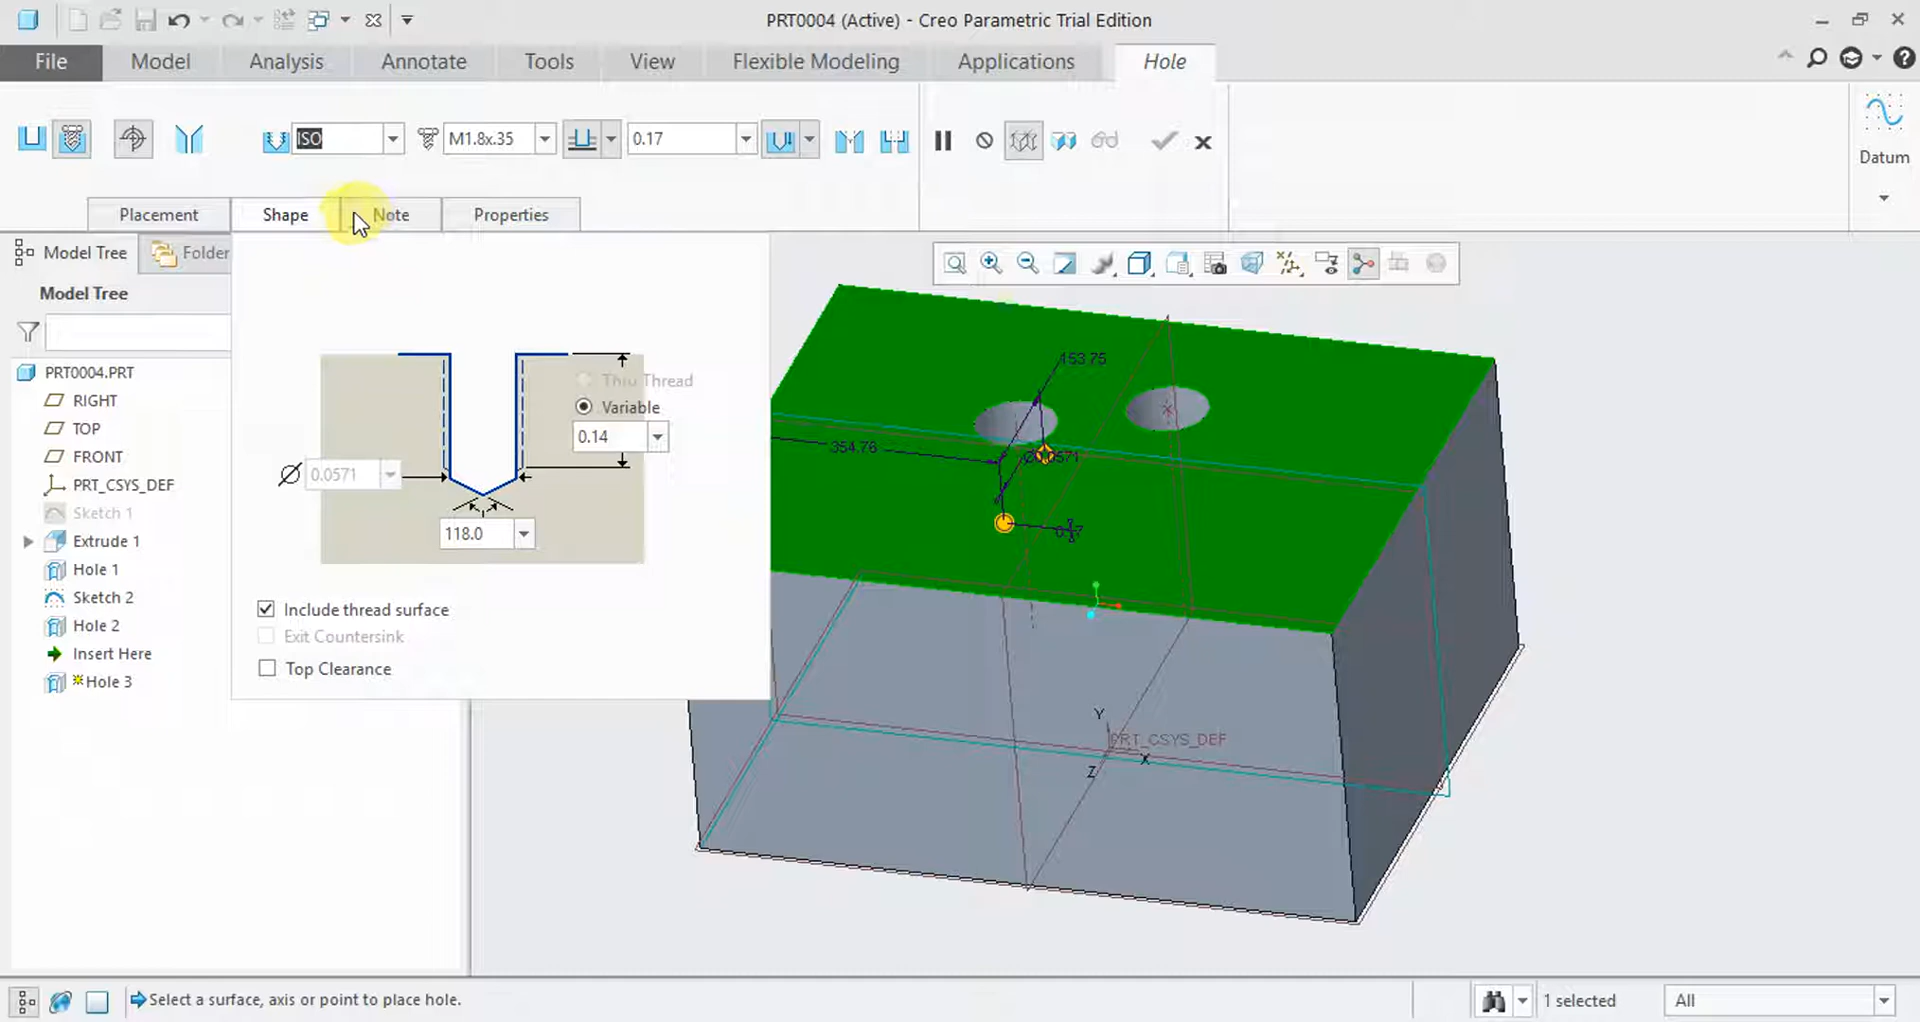 PRT0004 (Active) - Creo Parametric Trial Edition
File Model Analysis Annotate Tools View Flexible Modeling Applications Hole
ISO M1.8x.35 0.17
Datum
Placement Shape Note Properties
Model Tree Folder
Model Tree
PRT0004.PRT
RIGHT
TOP
FRONT
PRT_CSYS_DEF
Sketch 1
Extrude 1
Hole 1
Sketch 2
Hole 2
Insert Here
Hole 3
Thru Thread
Variable
0.14
Ø 0.0571
118.0
Include thread surface
Exit Countersink
Top Clearance
153.75
354.76
Y
PRT_CSYS_DEF
X
Z
Select a surface, axis or point to place hole.
1 selected
All